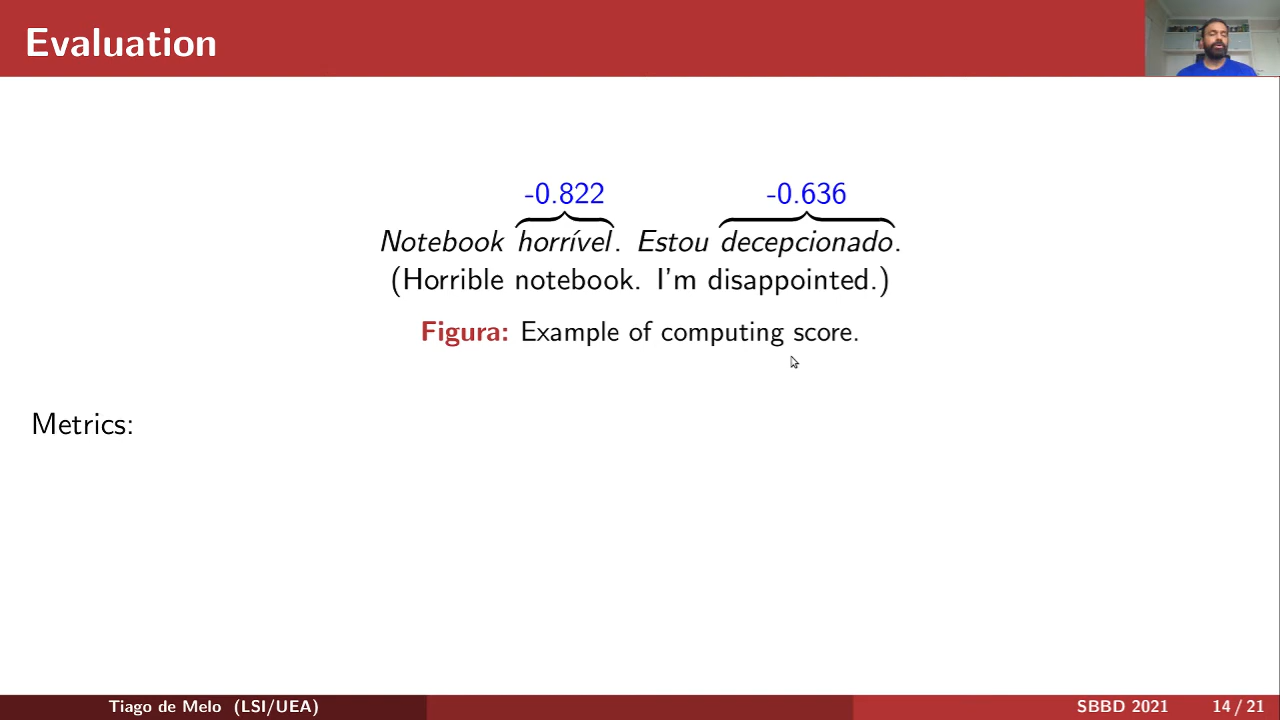 Evaluation
-0.822 -0.636
Notebook horrível. Estou decepcionado.
(Horrible notebook. I'm disappointed.)
Figura: Example of computing score.
Metrics:
Tiago de Melo (LSI/UEA) SBBD 2021 14 / 21